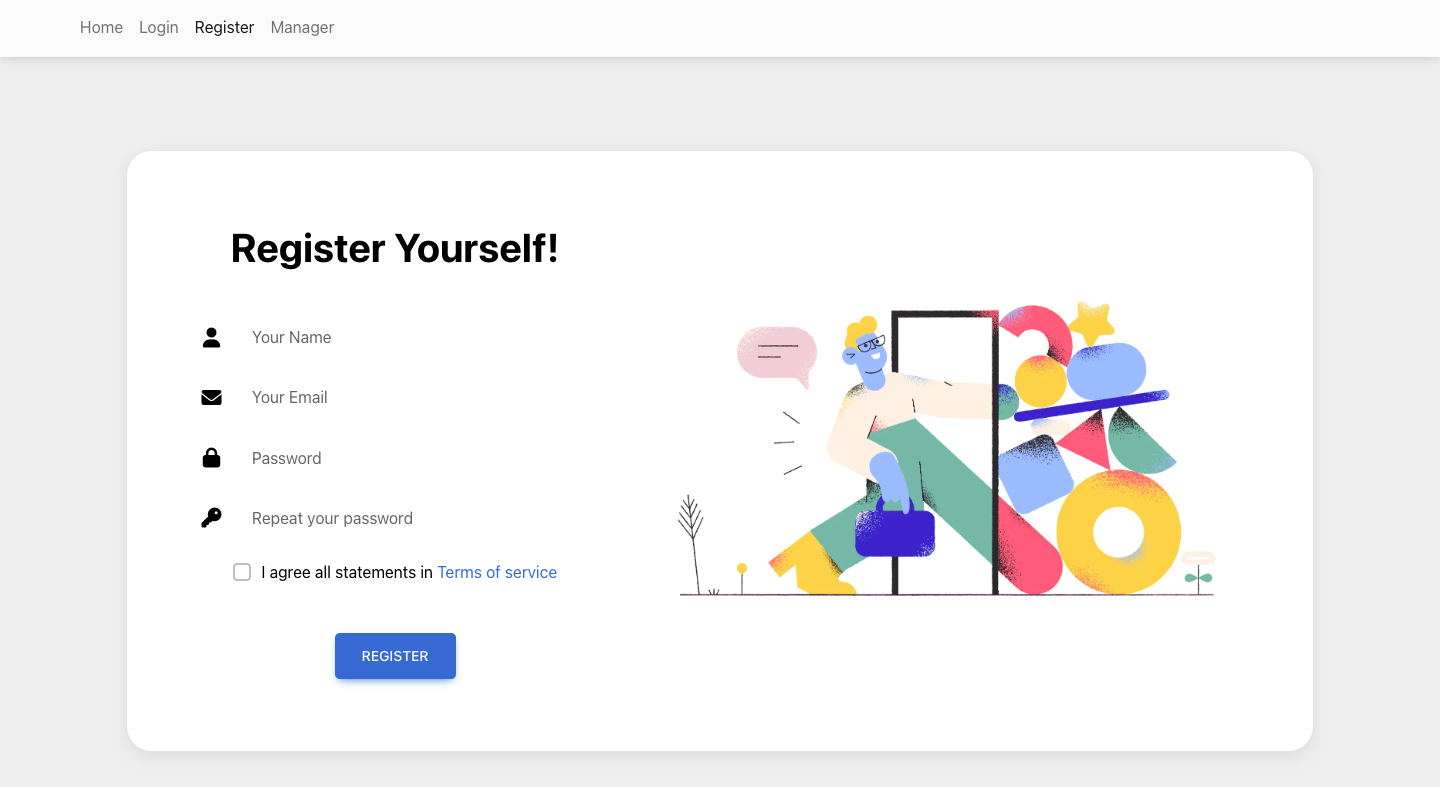 Home Login Register Manager
Register Yourself!
Your Name
Your Email
Password
Repeat your password
I agree all statements in Terms of service
REGISTER